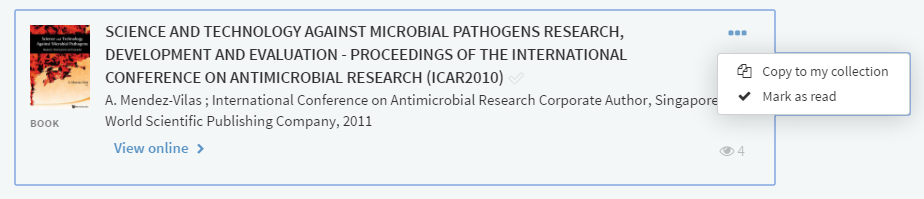 SCIENCE AND TECHNOLOGY AGAINST MICROBIAL PATHOGENS RESEARCH,
DEVELOPMENT AND EVALUATION - PROCEEDINGS OF THE INTERNATIONAL
CONFERENCE ON ANTIMICROBIAL RESEARCH (ICAR2010)
A. Mendez-Vilas ; International Conference on Antimicrobial Research Corporate Author, Singapore
World Scientific Publishing Company, 2011
BOOK
View online
4
Copy to my collection
Mark as read